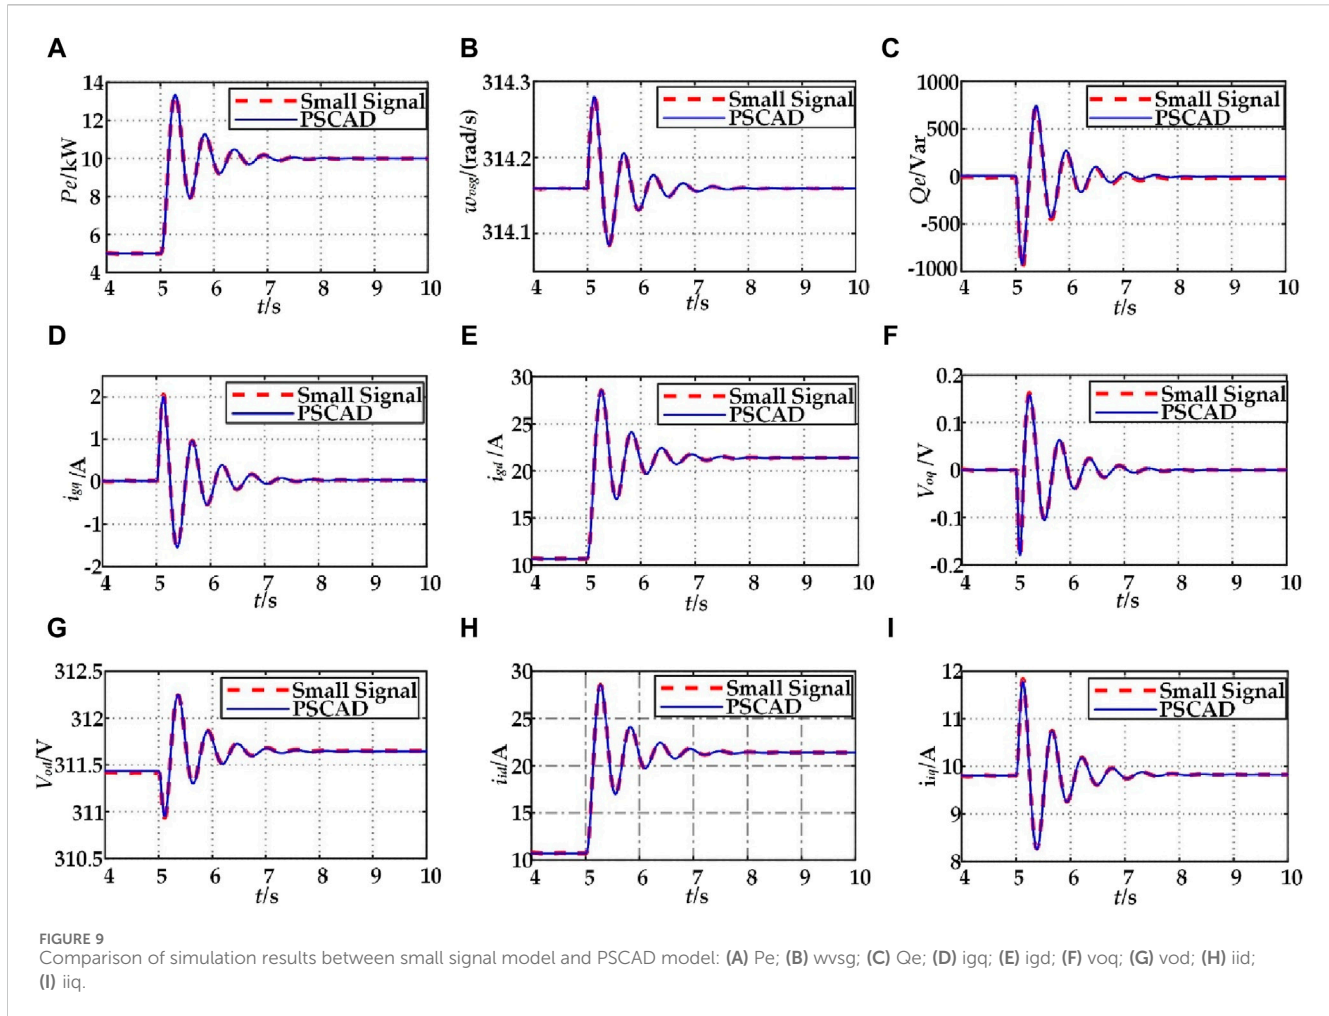 A
B
C
14
12
10
8
6
4
Pe/kW
Small Signal
PSCAD
4 5 6 7 8 9 10
t/s
314.3
314.2
314.1
wvsg/(rad/s)
Small Signal
PSCAD
4 5 6 7 8 9 10
t/s
1000
500
0
-500
-1000
Qe/Var
Small Signal
PSCAD
4 5 6 7 8 9 10
t/s
D
E
F
2
1
0
-1
-2
igq/A
Small Signal
PSCAD
4 5 6 7 8 9 10
t/s
30
25
20
15
10
igd/A
Small Signal
PSCAD
4 5 6 7 8 9 10
t/s
0.2
0.1
0
-0.1
-0.2
Voq/V
Small Signal
PSCAD
4 5 6 7 8 9 10
t/s
G
H
I
312.5
312
311.5
311
310.5
Vod/V
Small Signal
PSCAD
4 5 6 7 8 9 10
t/s
30
25
20
15
10
iid/A
Small Signal
PSCAD
4 5 6 7 8 9 10
t/s
12
11
10
9
8
iiq/A
Small Signal
PSCAD
4 5 6 7 8 9 10
t/s
FIGURE 9
Comparison of simulation results between small signal model and PSCAD model: (A) Pe; (B) wvsg; (C) Qe; (D) igq; (E) igd; (F) voq; (G) vod; (H) iid;
(I) iiq.